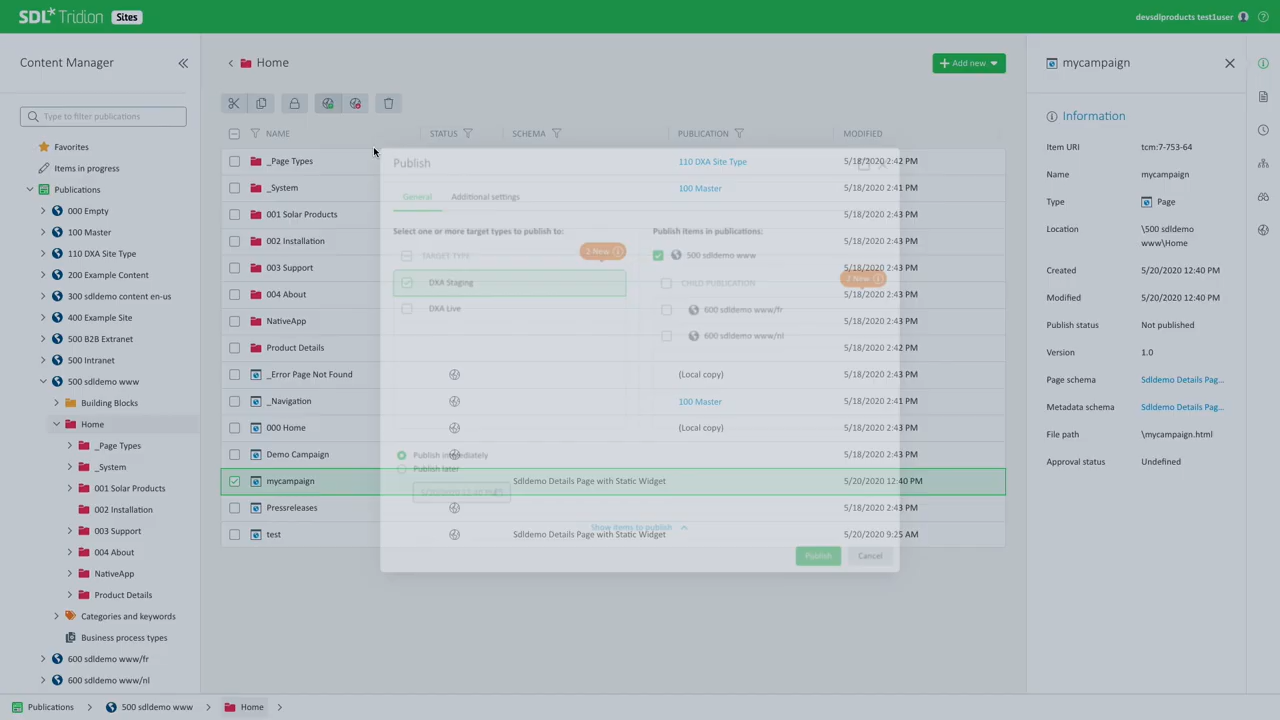 SDL* Tridion Sites
devsdlproducts test1user
Content Manager
Type to filter publications
Favorites
Items in progress
Publications
000 Empty
100 Master
110 DXA Site Type
200 Example Content
300 sdldemo content en-us
400 Example Site
500 B2B Extranet
500 Intranet
500 sdldemo www
Building Blocks
Home
_Page Types
_System
001 Solar Products
002 Installation
003 Support
004 About
NativeApp
Product Details
Categories and keywords
Business process types
600 sdldemo www/fr
600 sdldemo www/nl
Home
Add new
NAME STATUS SCHEMA PUBLICATION MODIFIED
_Page Types 110 DXA Site Type 5/18/2020 2:42 PM
_System 100 Master 5/18/2020 2:41 PM
001 Solar Products 5/18/2020 2:43 PM
002 Installation 5/18/2020 2:43 PM
003 Support 5/18/2020 2:43 PM
004 About 5/18/2020 2:43 PM
NativeApp 5/18/2020 2:43 PM
Product Details 5/18/2020 2:42 PM
_Error Page Not Found (Local copy) 5/18/2020 2:43 PM
_Navigation 100 Master 5/18/2020 2:41 PM
000 Home (Local copy) 5/18/2020 2:43 PM
Demo Campaign 5/18/2020 2:43 PM
mycampaign Sdldemo Details Page with Static Widget 5/20/2020 12:40 PM
Pressreleases 5/18/2020 2:43 PM
test Sdldemo Details Page with Static Widget 5/20/2020 9:25 AM
Publish
General Additional settings
Select one or more target types to publish to:
TARGET TYPE 2 New
DXA Staging
DXA Live
Publish items in publications:
500 sdldemo www
CHILD PUBLICATION 2 New
600 sdldemo www/fr
600 sdldemo www/nl
Publish immediately
Publish later
5/20/2020 12:40 PM
Show items to publish
Publish Cancel
mycampaign
Information
Item URI tcm:7-753-64
Name mycampaign
Type Page
Location \500 sdldemo
www\Home
Created 5/20/2020 12:40 PM
Modified 5/20/2020 12:40 PM
Publish status Not published
Version 1.0
Page schema Sdldemo Details Pag...
Metadata schema Sdldemo Details Pag...
File path \mycampaign.html
Approval status Undefined
Publications 500 sdldemo www Home